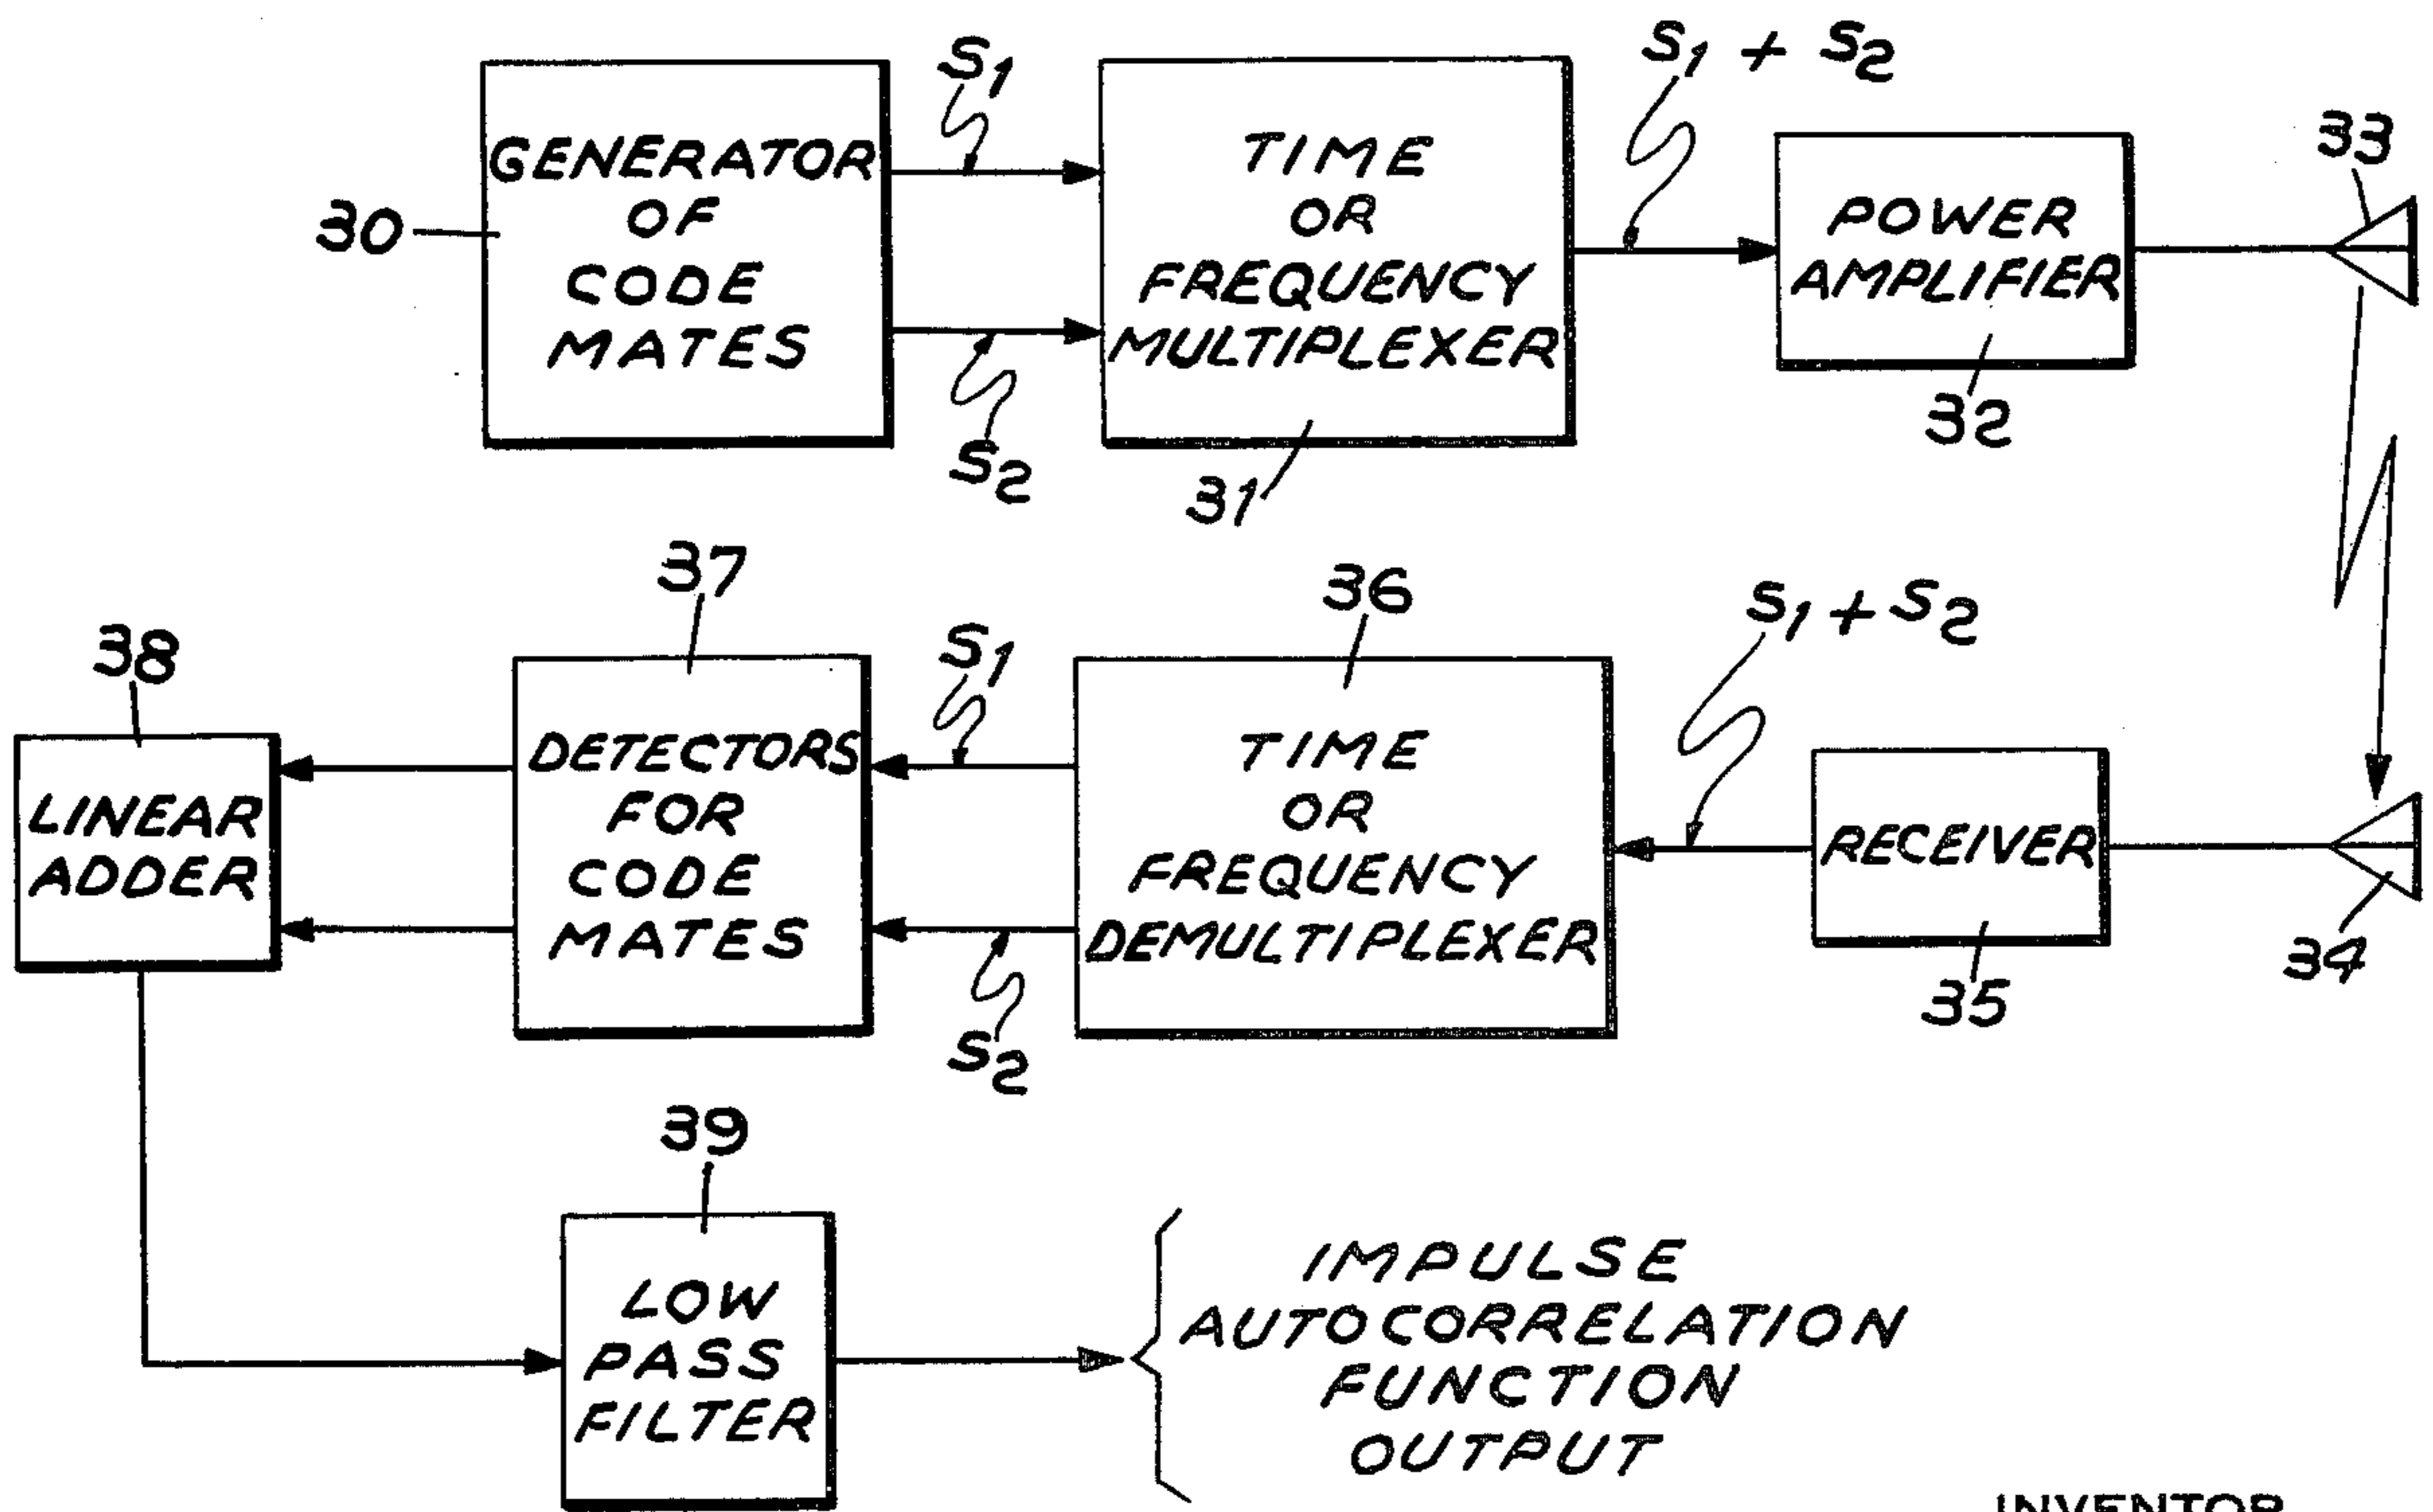 S1
S1 + S2
33
GENERATOR
OF
CODE
MATES
30
TIME
OR
FREQUENCY
MULTIPLEXER
POWER
AMPLIFIER
S2
31
32
37
36
S1 + S2
38
S1
DETECTORS
FOR
CODE
MATES
TIME
OR
FREQUENCY
DEMULTIPLEXER
RECEIVER
LINEAR
ADDER
34
35
S2
39
LOW
PASS
FILTER
IMPULSE
AUTOCORRELATION
FUNCTION
OUTPUT
INVENTOR